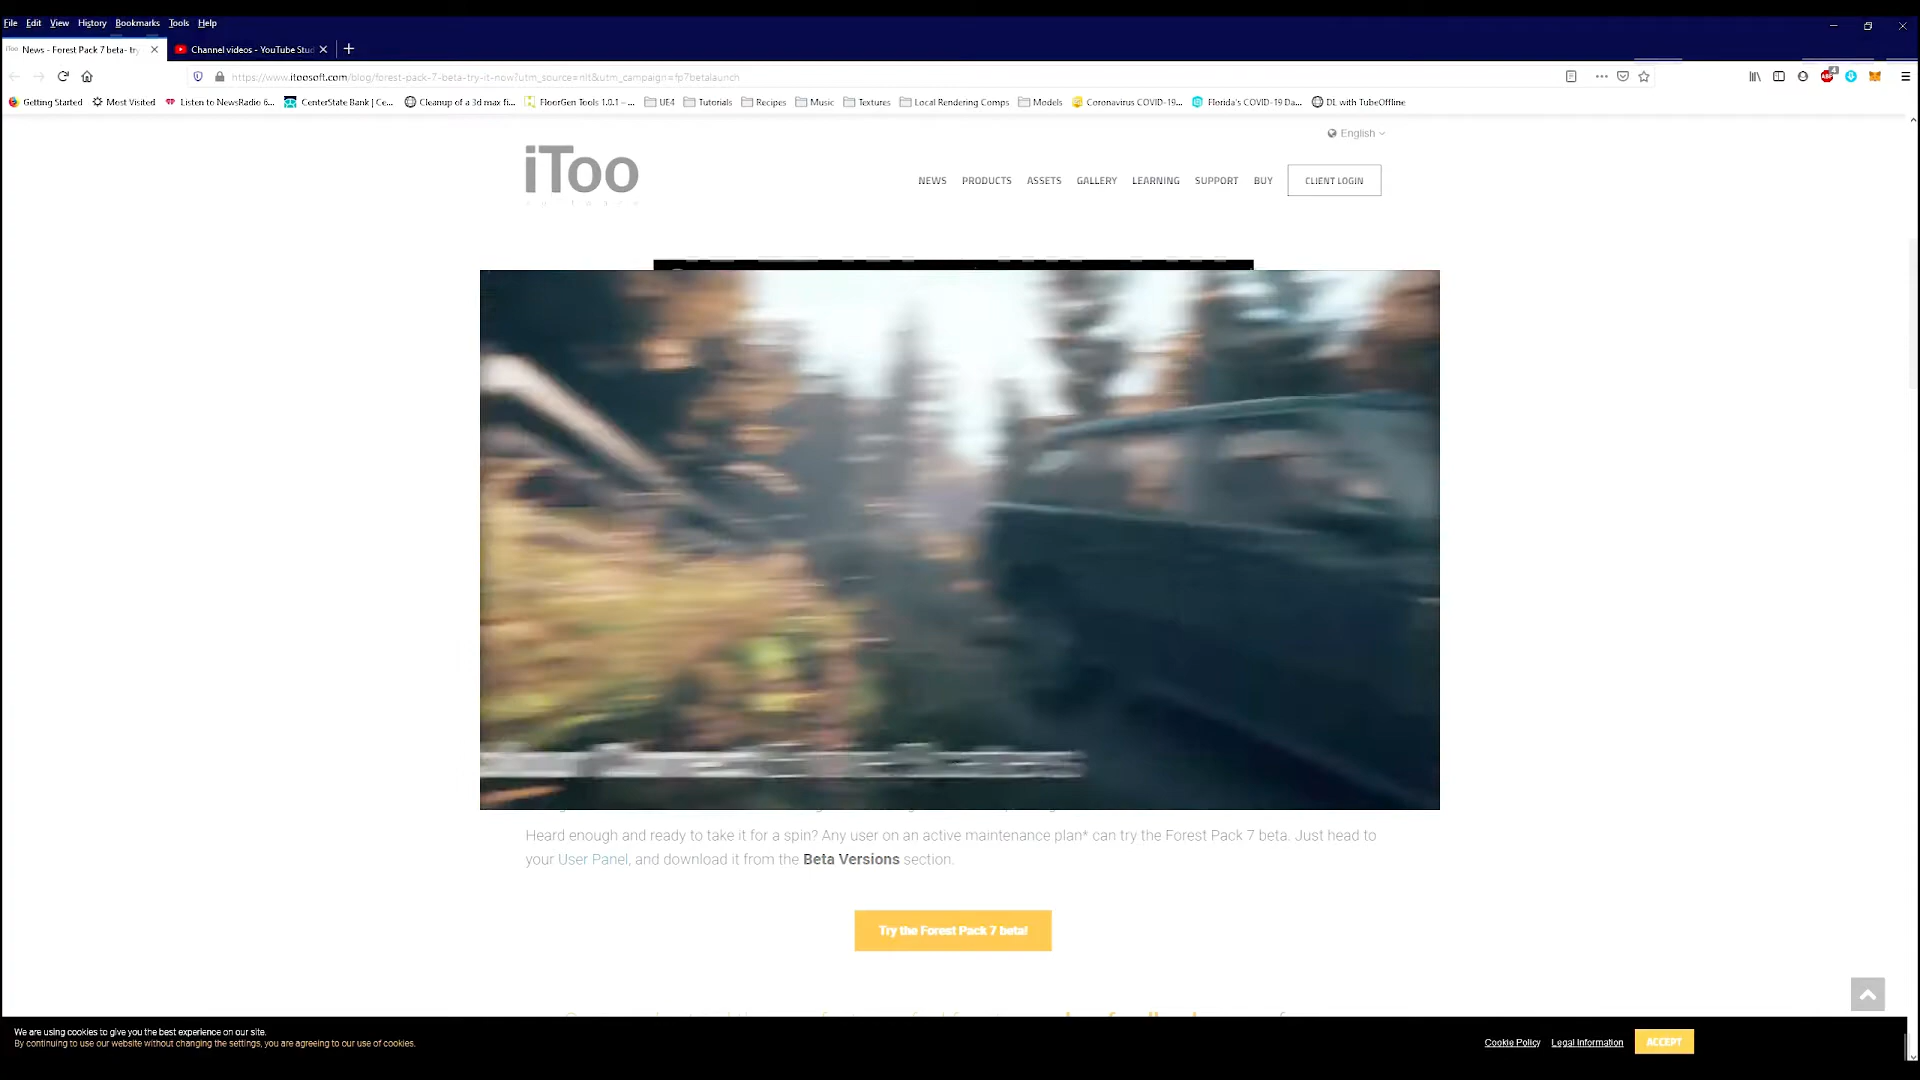 File Edit View History Bookmarks Tools Help
iToo News - Forest Pack 7 beta- try
Channel videos - YouTube Stud
https://www.itoosoft.com/blog/forest-pack-7-beta-try-it-now?utm_source=nlt&utm_campaign=fp7betalaunch
Getting Started Most Visited Listen to NewsRadio 6... CenterState Bank | Ce... Cleanup of a 3d max fi... FloorGen Tools 1.0.1 – ... UE4 Tutorials Recipes Music Textures Local Rendering Comps Models Coronavirus COVID-19... Florida's COVID-19 Da... DL with TubeOffline
English
iToo
NEWS PRODUCTS ASSETS GALLERY LEARNING SUPPORT BUY CLIENT LOGIN
Heard enough and ready to take it for a spin? Any user on an active maintenance plan* can try the Forest Pack 7 beta. Just head to
your User Panel, and download it from the Beta Versions section.
Try the Forest Pack 7 beta!
We are using cookies to give you the best experience on our site.
By continuing to use our website without changing the settings, you are agreeing to our use of cookies.
Cookie Policy Legal Information ACCEPT